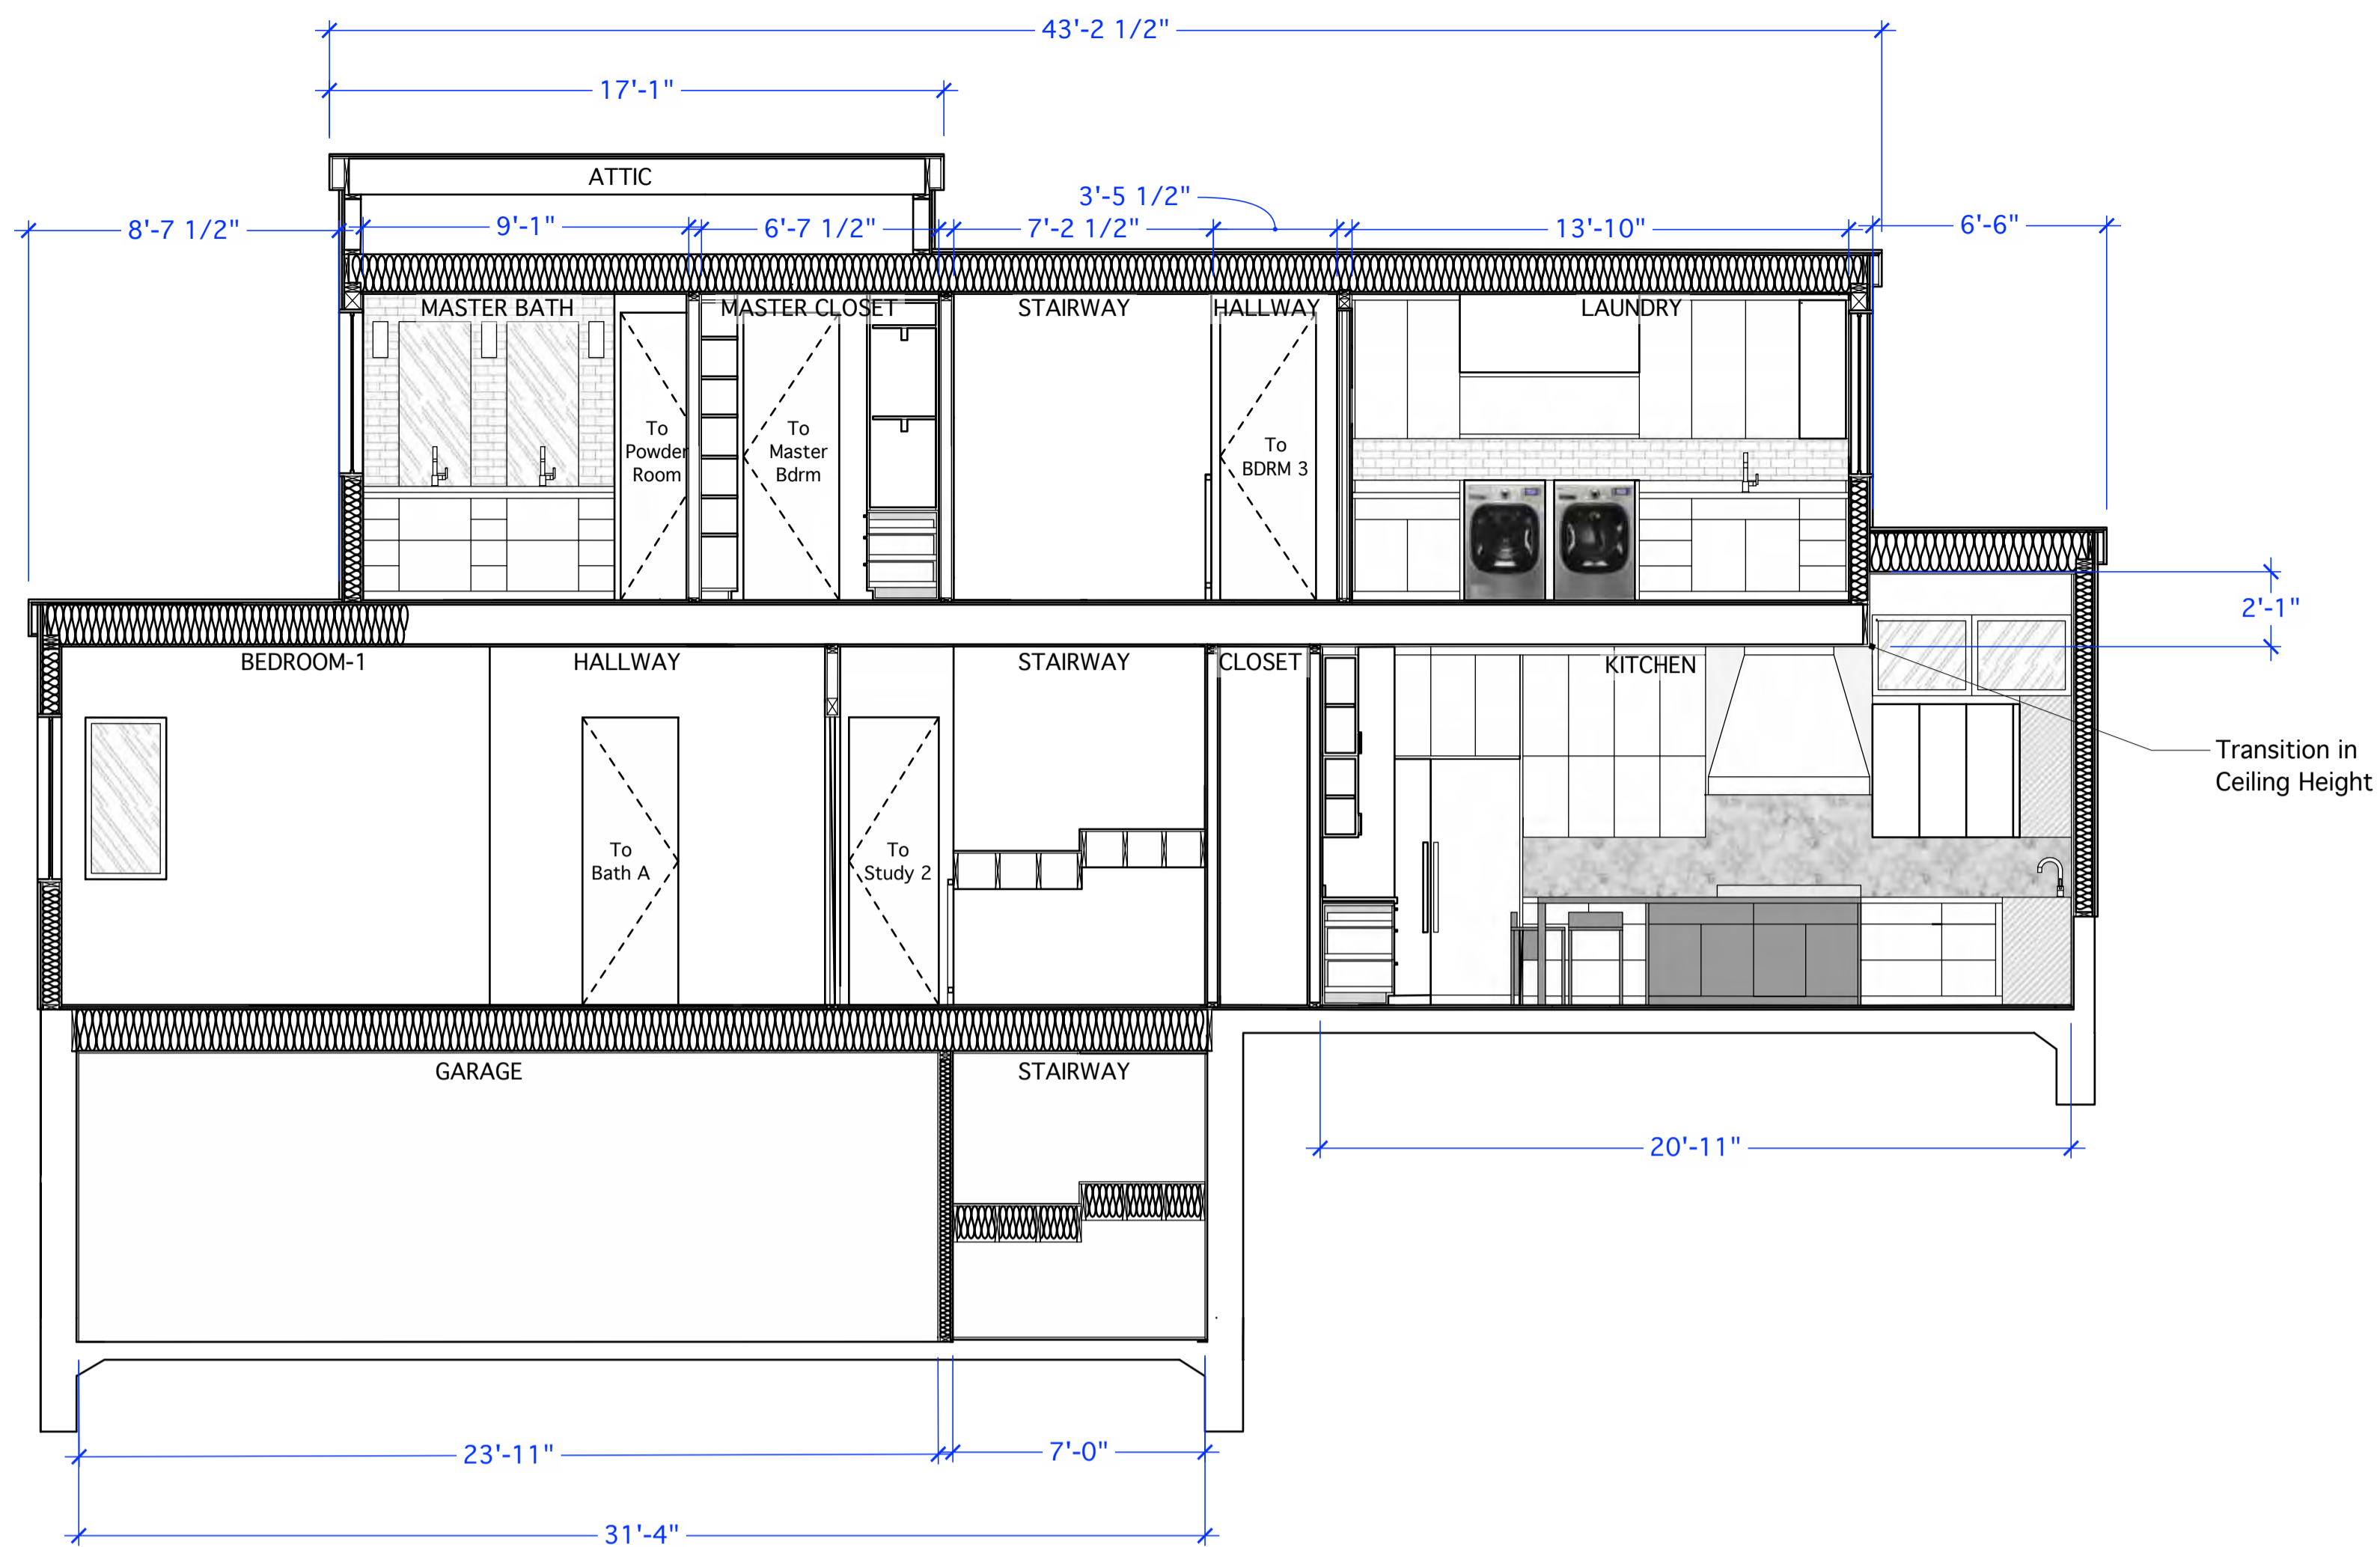 43'-2 1/2"
17'-1"
ATTIC
3'-5 1/2"
8'-7 1/2"
9'-1"
6'-7 1/2"
7'-2 1/2"
13'-10"
6'-6"
MASTER BATH
MASTER CLOSET
STAIRWAY
HALLWAY
LAUNDRY
To
Powder
Room
To
Master
Bdrm
To
BDRM 3
2'-1"
BEDROOM-1
HALLWAY
STAIRWAY
CLOSET
KITCHEN
Transition in
Ceiling Height
To
Bath A
To
Study 2
GARAGE
STAIRWAY
20'-11"
23'-11"
7'-0"
31'-4"